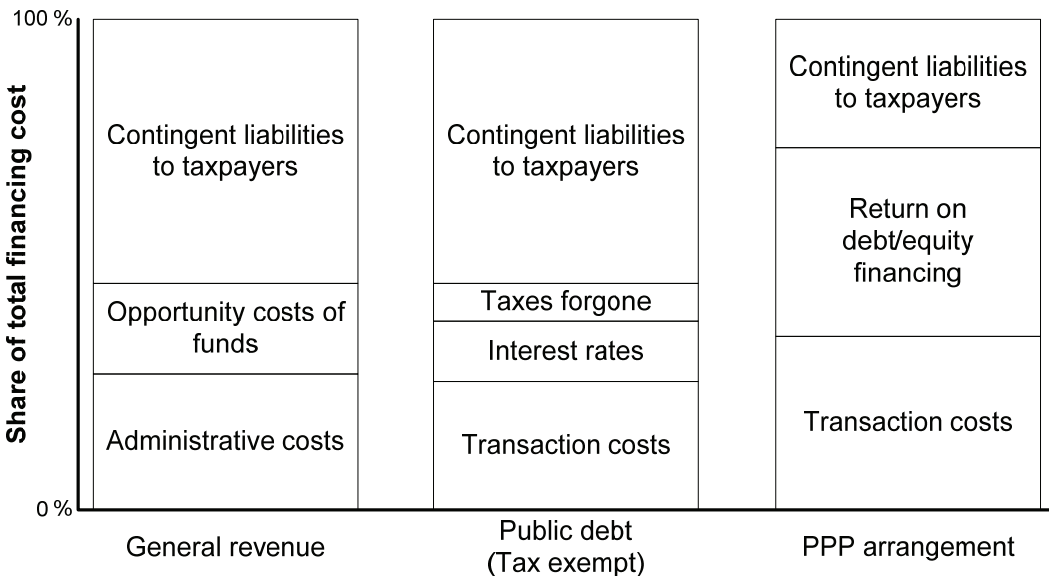 100 %
Share of total financing cost
0 %
Contingent liabilities
to taxpayers
Opportunity costs of
funds
Administrative costs
General revenue
Contingent liabilities
to taxpayers
Taxes forgone
Interest rates
Transaction costs
Public debt
(Tax exempt)
Contingent liabilities
to taxpayers
Return on
debt/equity
financing
Transaction costs
PPP arrangement